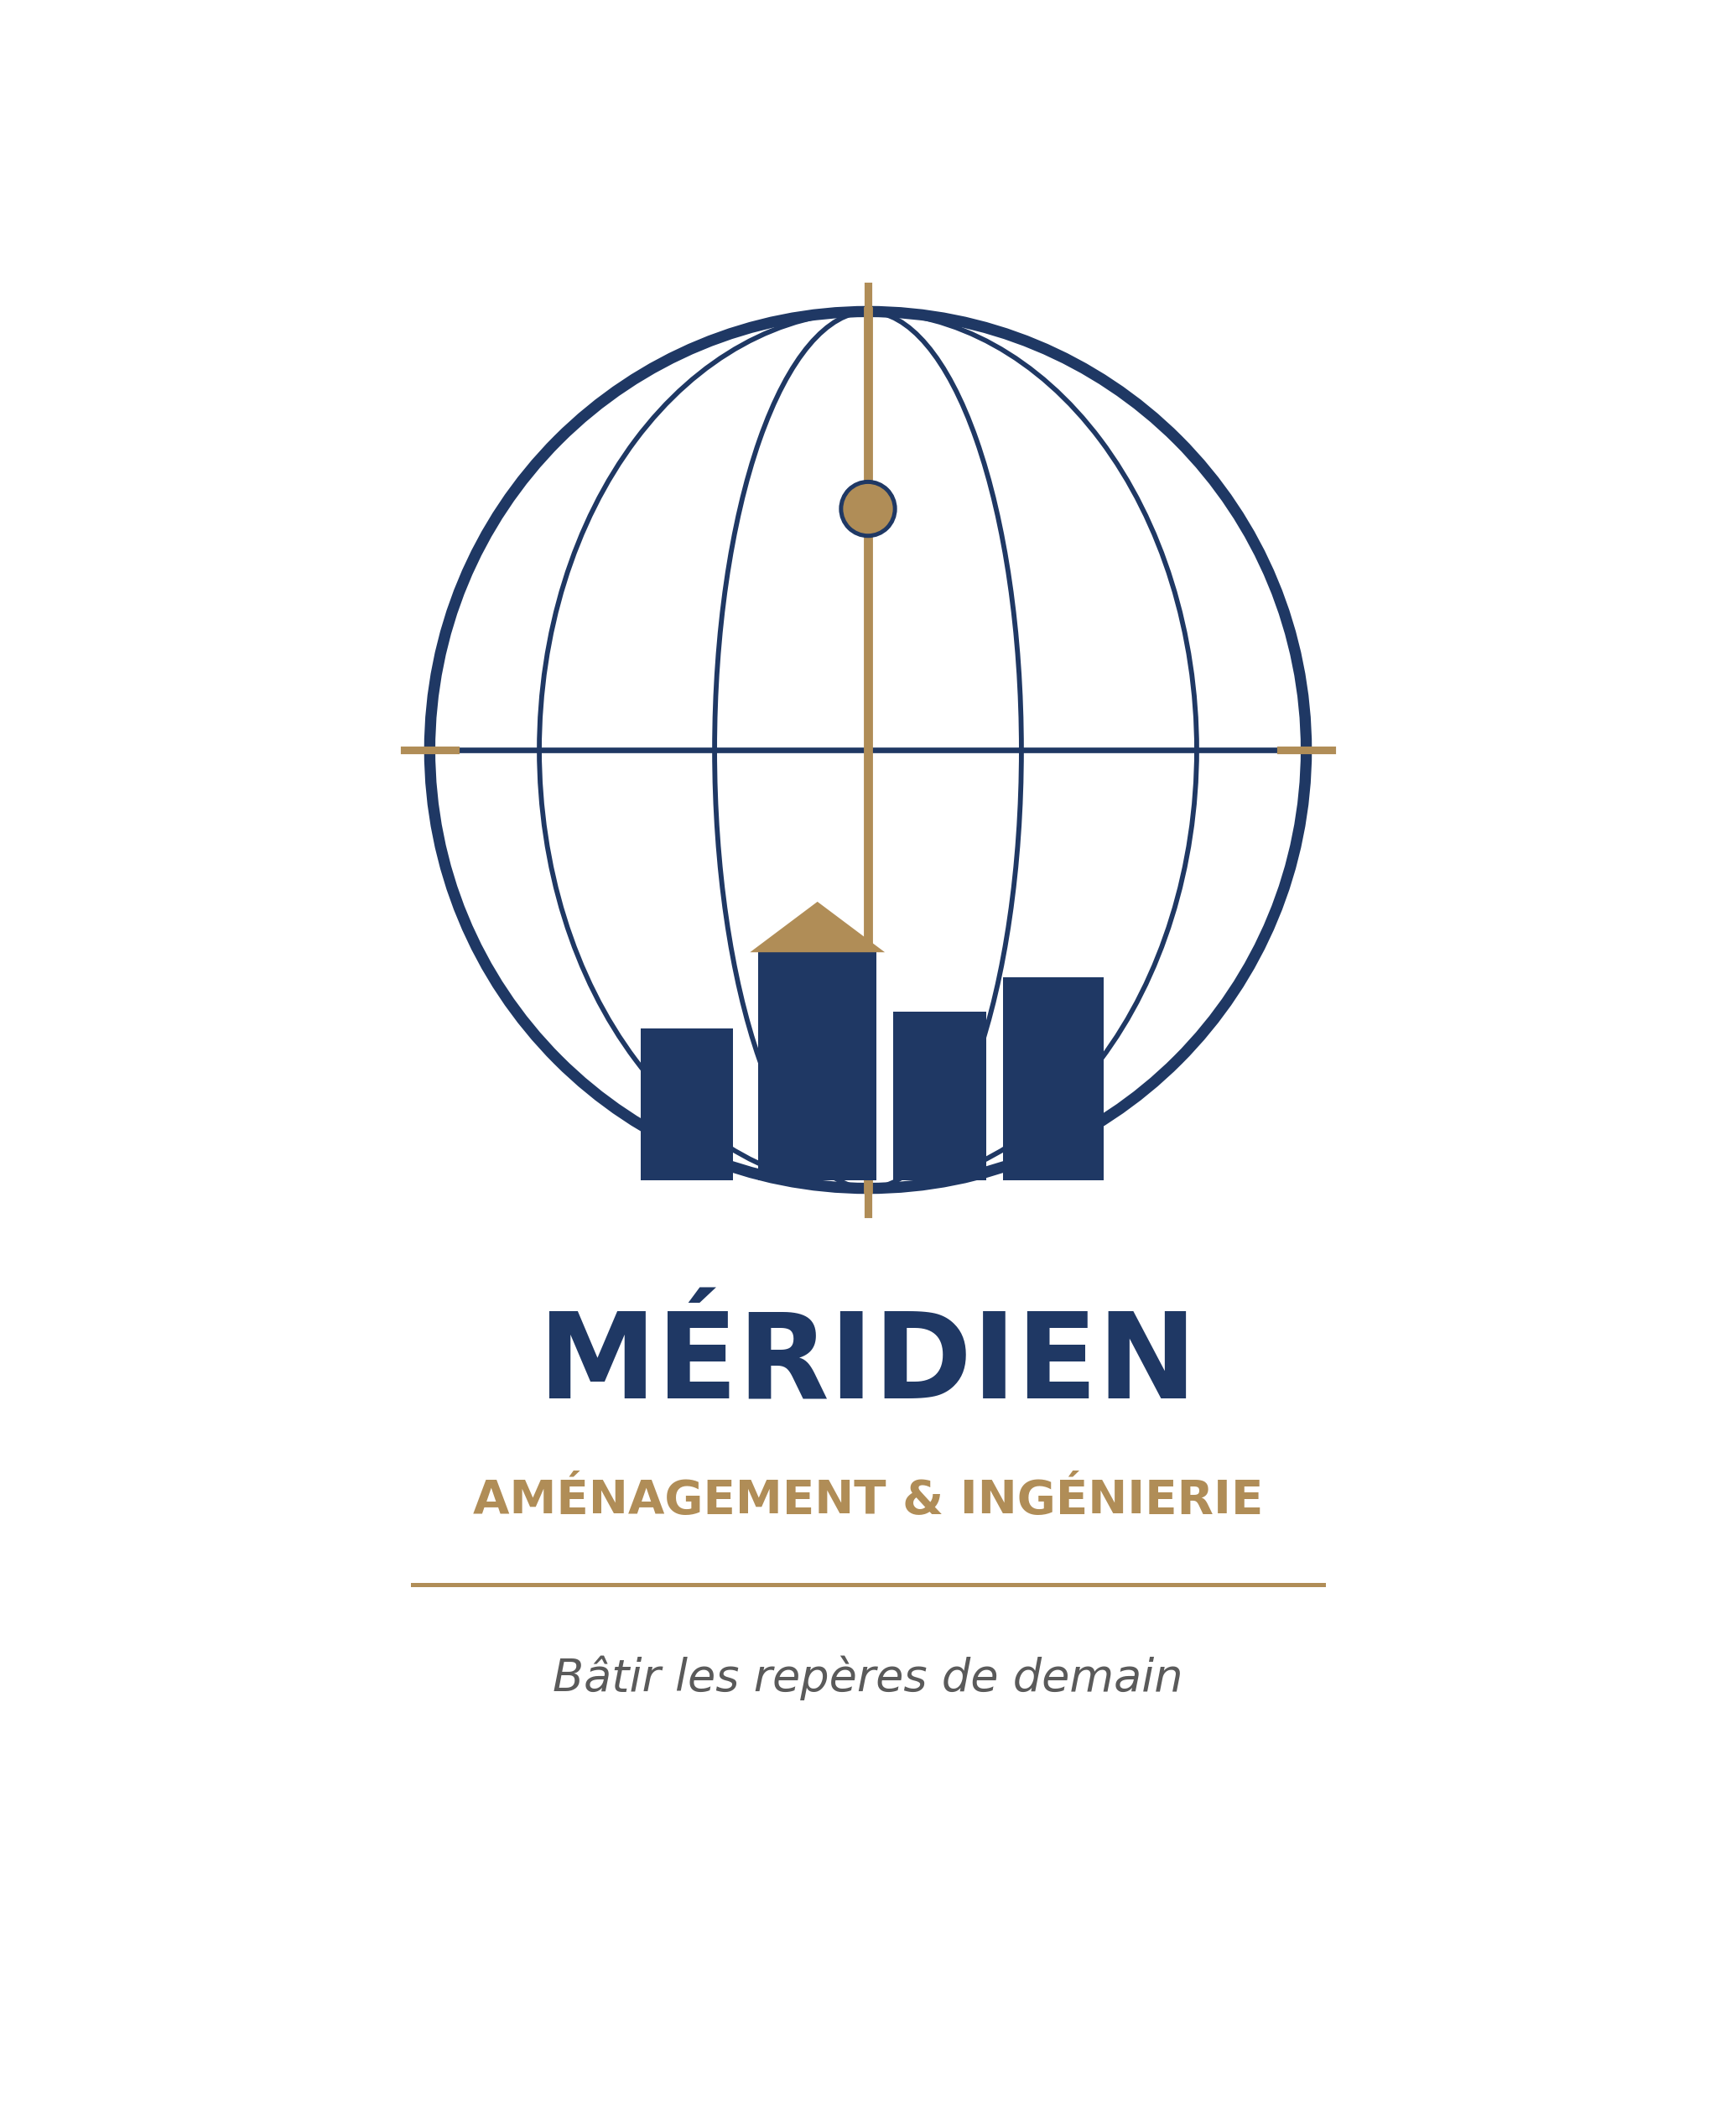 MÉRIDIEN
AMÉNAGEMENT & INGÉNIERIE
Bâtir les repères de demain